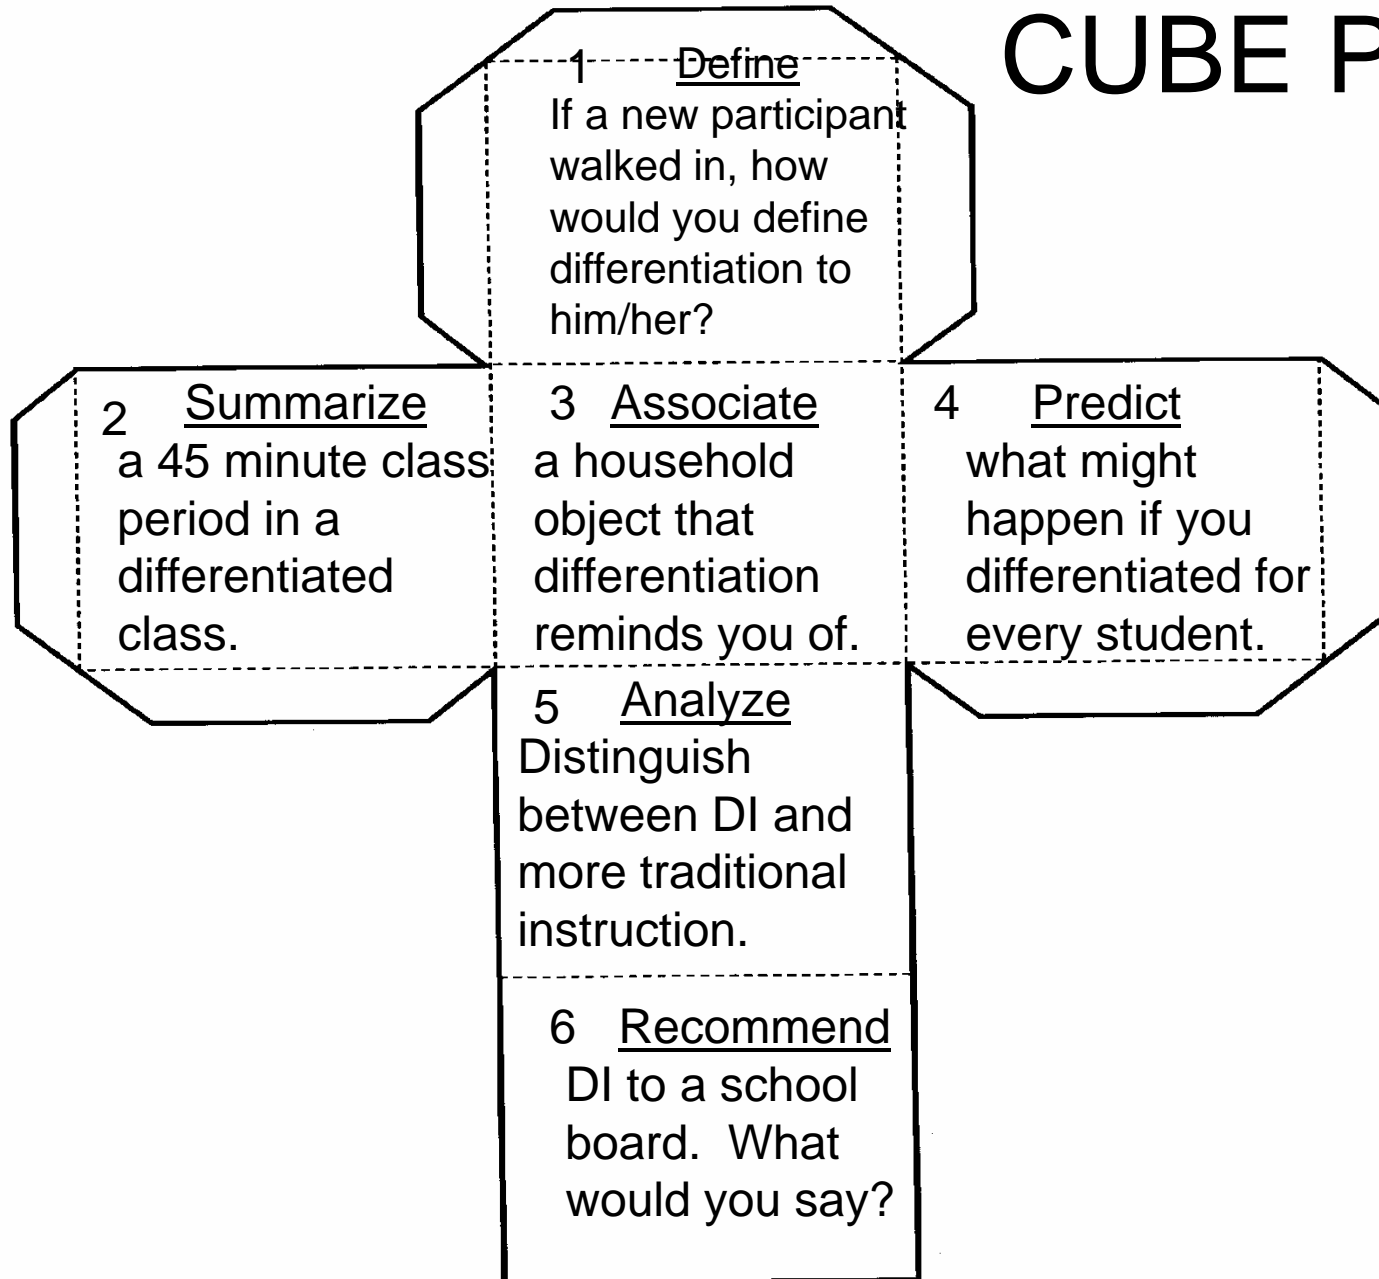 CUBE P
1 Define
If a new participant
walked in, how
would you define
differentiation to
him/her?
2 Summarize
a 45 minute class
period in a
differentiated
class.
3 Associate
a household
object that
differentiation
reminds you of.
4 Predict
what might
happen if you
differentiated for
every student.
5 Analyze
Distinguish
between DI and
more traditional
instruction.
6 Recommend
DI to a school
board.  What
would you say?